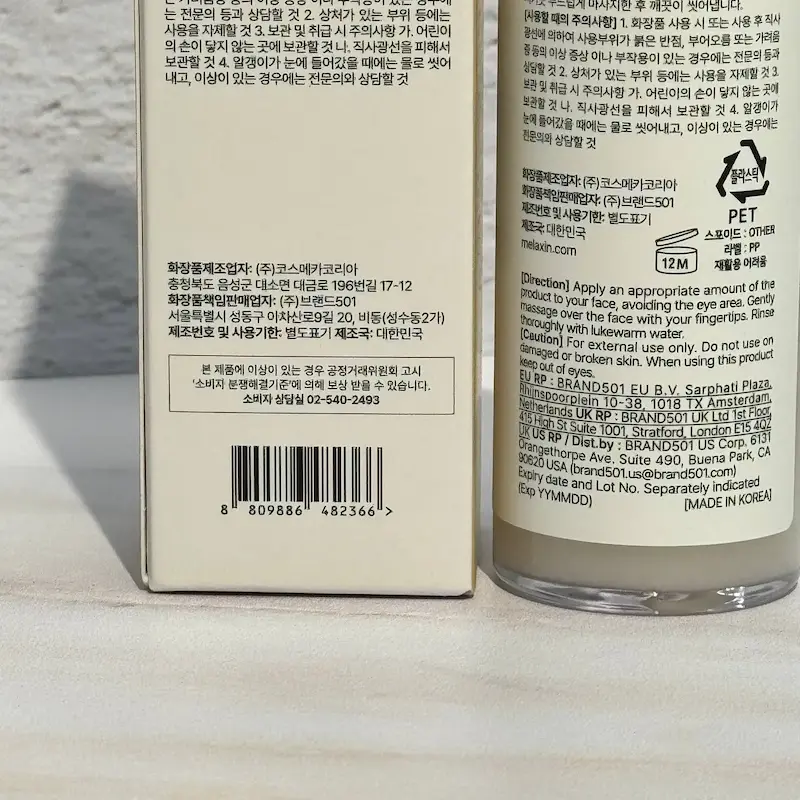 는 전문의 등과 상담할 것 2. 상처가 있는 부위 등에는
사용을 자제할 것 3. 보관 및 취급 시 주의사항 가. 어린이
의 손이 닿지 않는 곳에 보관할 것 나. 직사광선을 피해서
보관할 것 4. 알갱이가 눈에 들어갔을 때에는 물로 씻어
내고, 이상이 있는 경우에는 전문의와 상담할 것
화장품제조업자: (주)코스메카코리아
충청북도 음성군 대소면 대금로 196번길 17-12
화장품책임판매업자: (주)브랜드501
서울특별시 성동구 아차산로9길 20, 비동(성수동2가)
제조번호 및 사용기한: 별도표기 제조국: 대한민국
본 제품에 이상이 있는 경우 공정거래위원회 고시
'소비자 분쟁해결기준'에 의해 보상 받을 수 있습니다.
소비자 상담실 02-540-2493
8 809886 482366 >
부드럽게 마사지한 후 깨끗이 씻어냅니다.
[사용할 때의 주의사항] 1. 화장품 사용 시 또는 사용 후 직사
광선에 의하여 사용부위가 붉은 반점, 부어오름 또는 가려움
증 등의 이상 증상이나 부작용이 있는 경우에는 전문의 등과
상담할 것 2. 상처가 있는 부위 등에는 사용을 자제할 것 3.
보관 및 취급 시 주의사항 가. 어린이의 손이 닿지 않는 곳에
보관할 것 나. 직사광선을 피해서 보관할 것 4. 알갱이가
눈에 들어갔을 때에는 물로 씻어내고, 이상이 있는 경우에는
전문의와 상담할 것
화장품제조업자: (주)코스메카코리아
화장품책임판매업자: (주)브랜드501
제조번호 및 사용기한: 별도표기
제조국: 대한민국
melaxin.com
플라스틱
PET
스포이드 : OTHER
라벨 : PP
재활용 어려움
12M
[Direction] Apply an appropriate amount of the
product to your face, avoiding the eye area. Gently
massage over the face with your fingertips. Rinse
thoroughly with lukewarm water.
[Caution] For external use only. Do not use on
damaged or broken skin. When using this product
keep out of eyes.
EU RP : BRAND501 EU B.V. Sarphati Plaza,
Rhijnspoorplein 10-38, 1018 TX Amsterdam,
Netherlands UK RP : BRAND501 UK Ltd 1st Floor,
415 High St Suite 1001, Stratford, London E15 4QZ
UK US RP / Dist.by : BRAND501 US Corp. 6131
Orangethorpe Ave. Suite 490, Buena Park, CA
90620 USA (brand501.us@brand501.com)
Expiry date and Lot No. Separately indicated
(Exp YYMMDD)
[MADE IN KOREA]